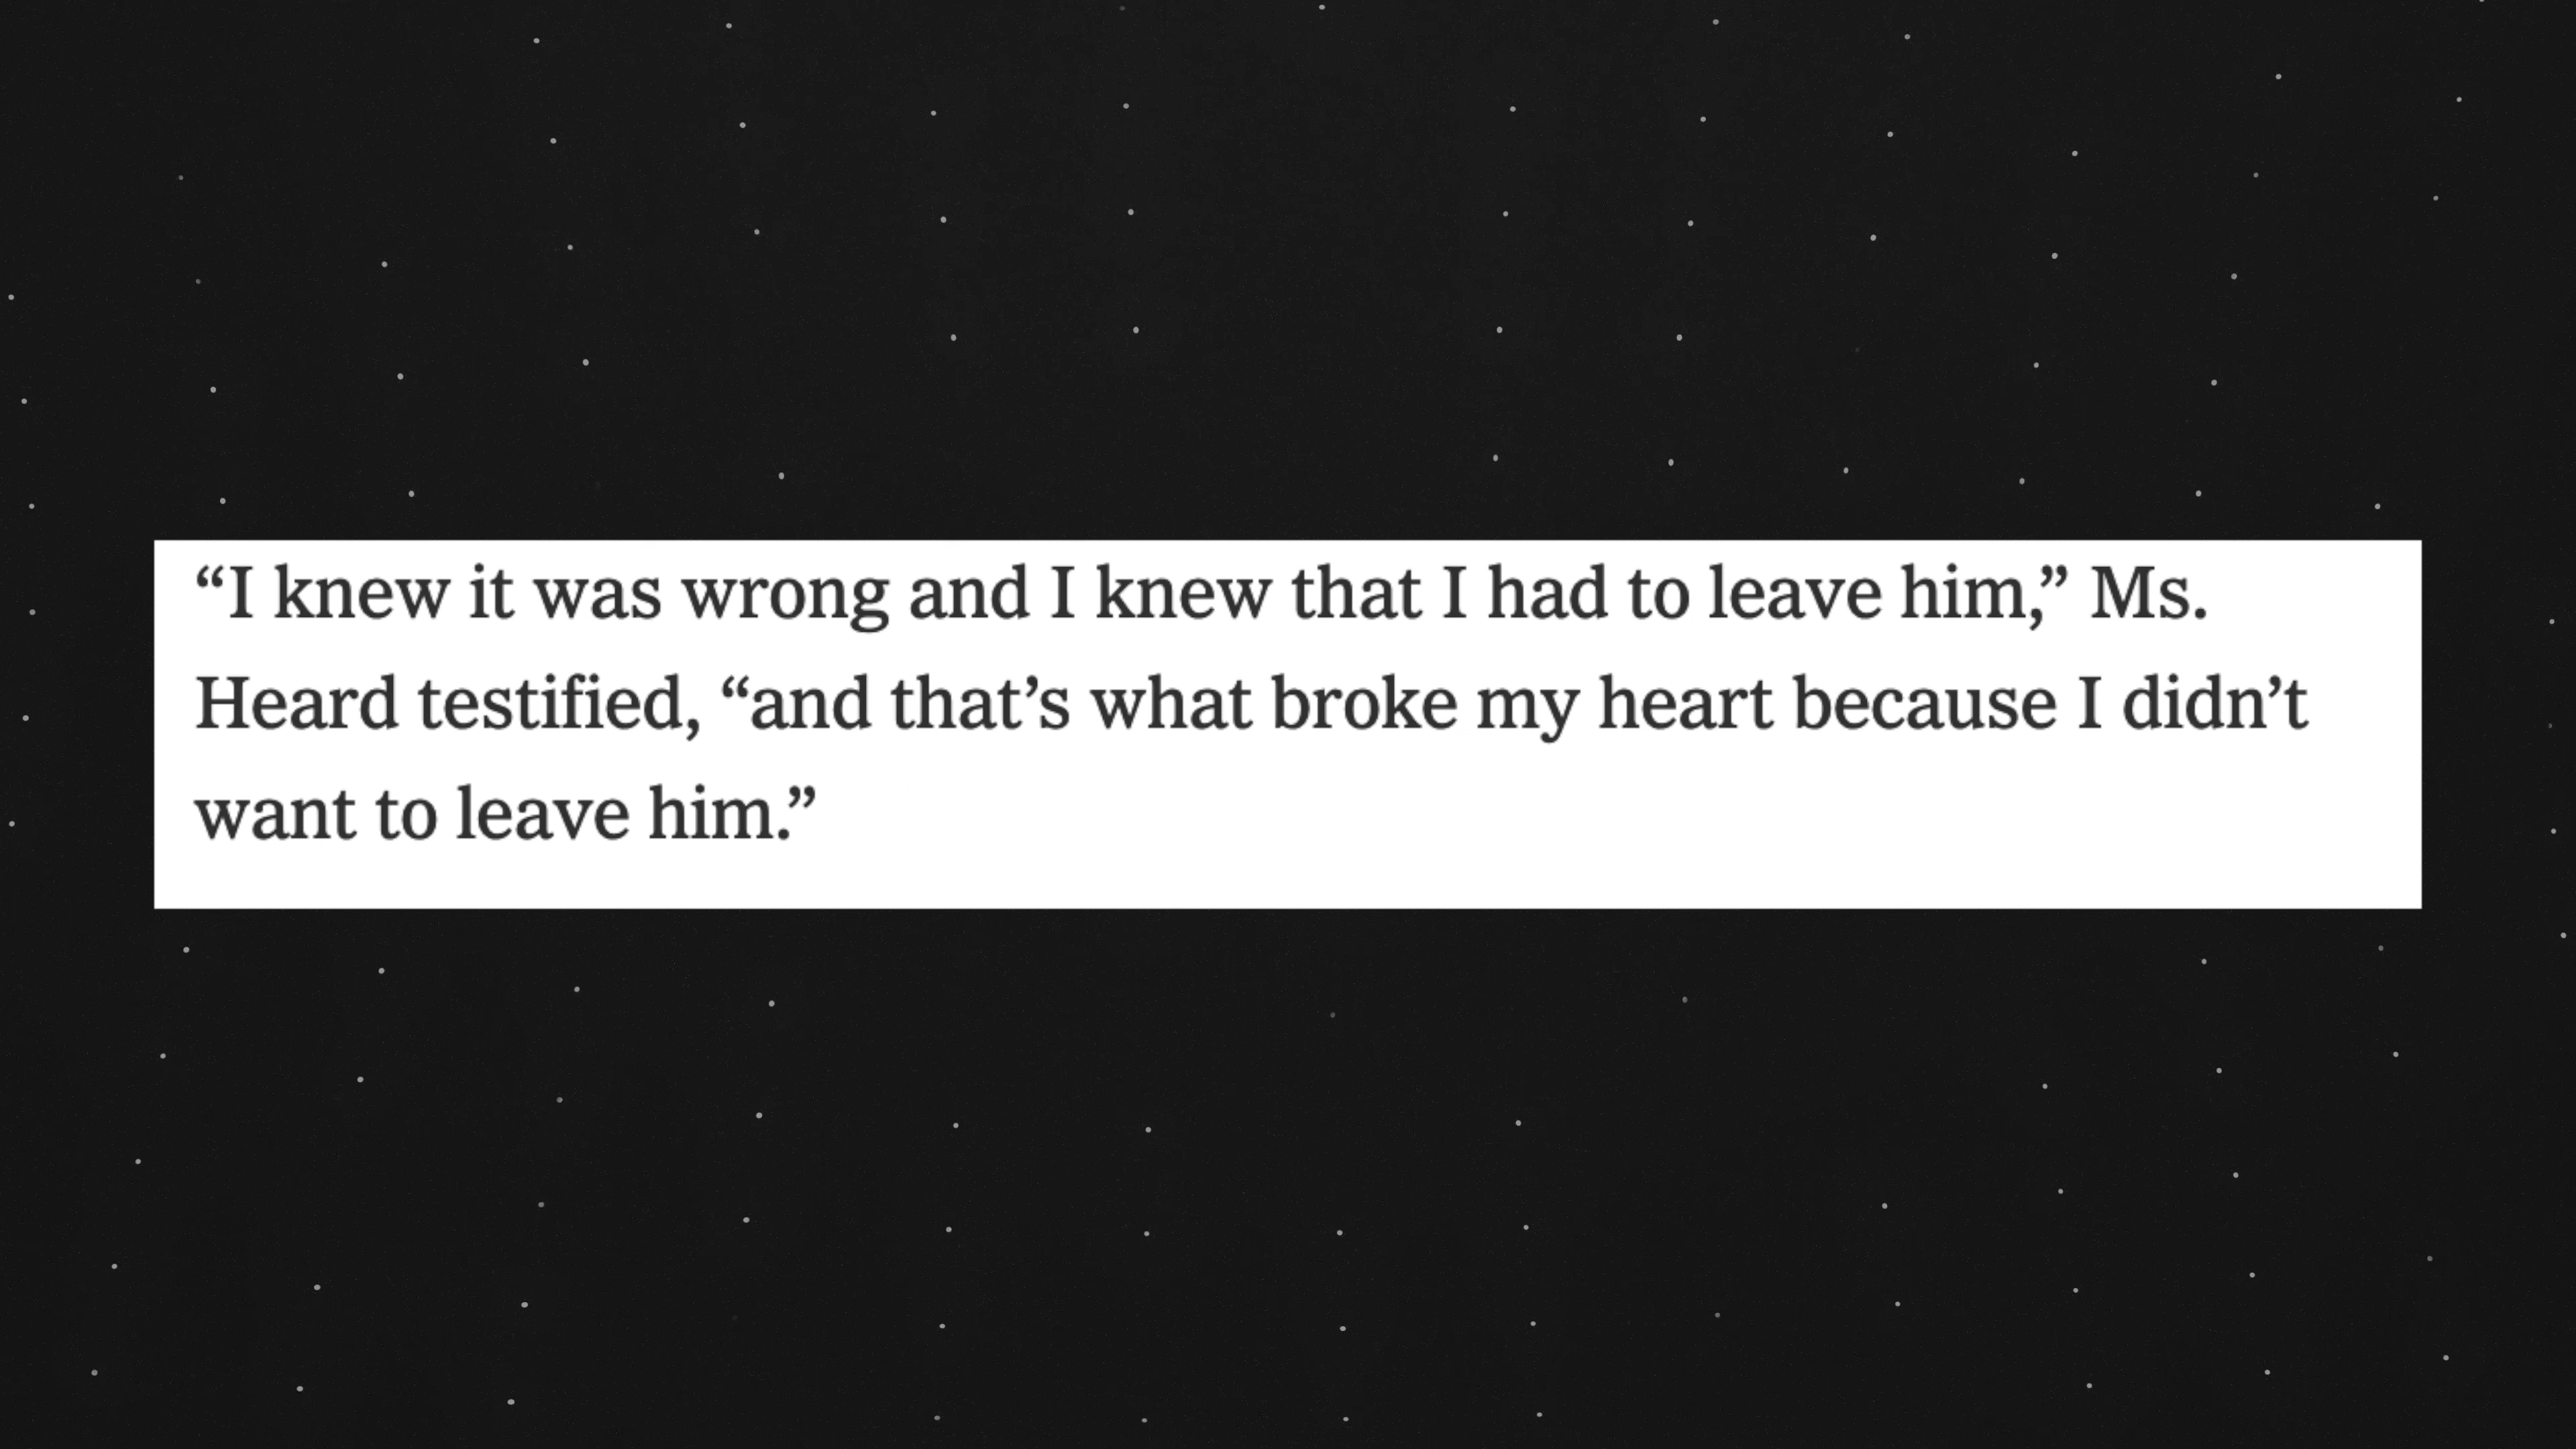 “I knew it was wrong and I knew that I had to leave him,” Ms.
Heard testified, “and that’s what broke my heart because I didn’t
want to leave him.”